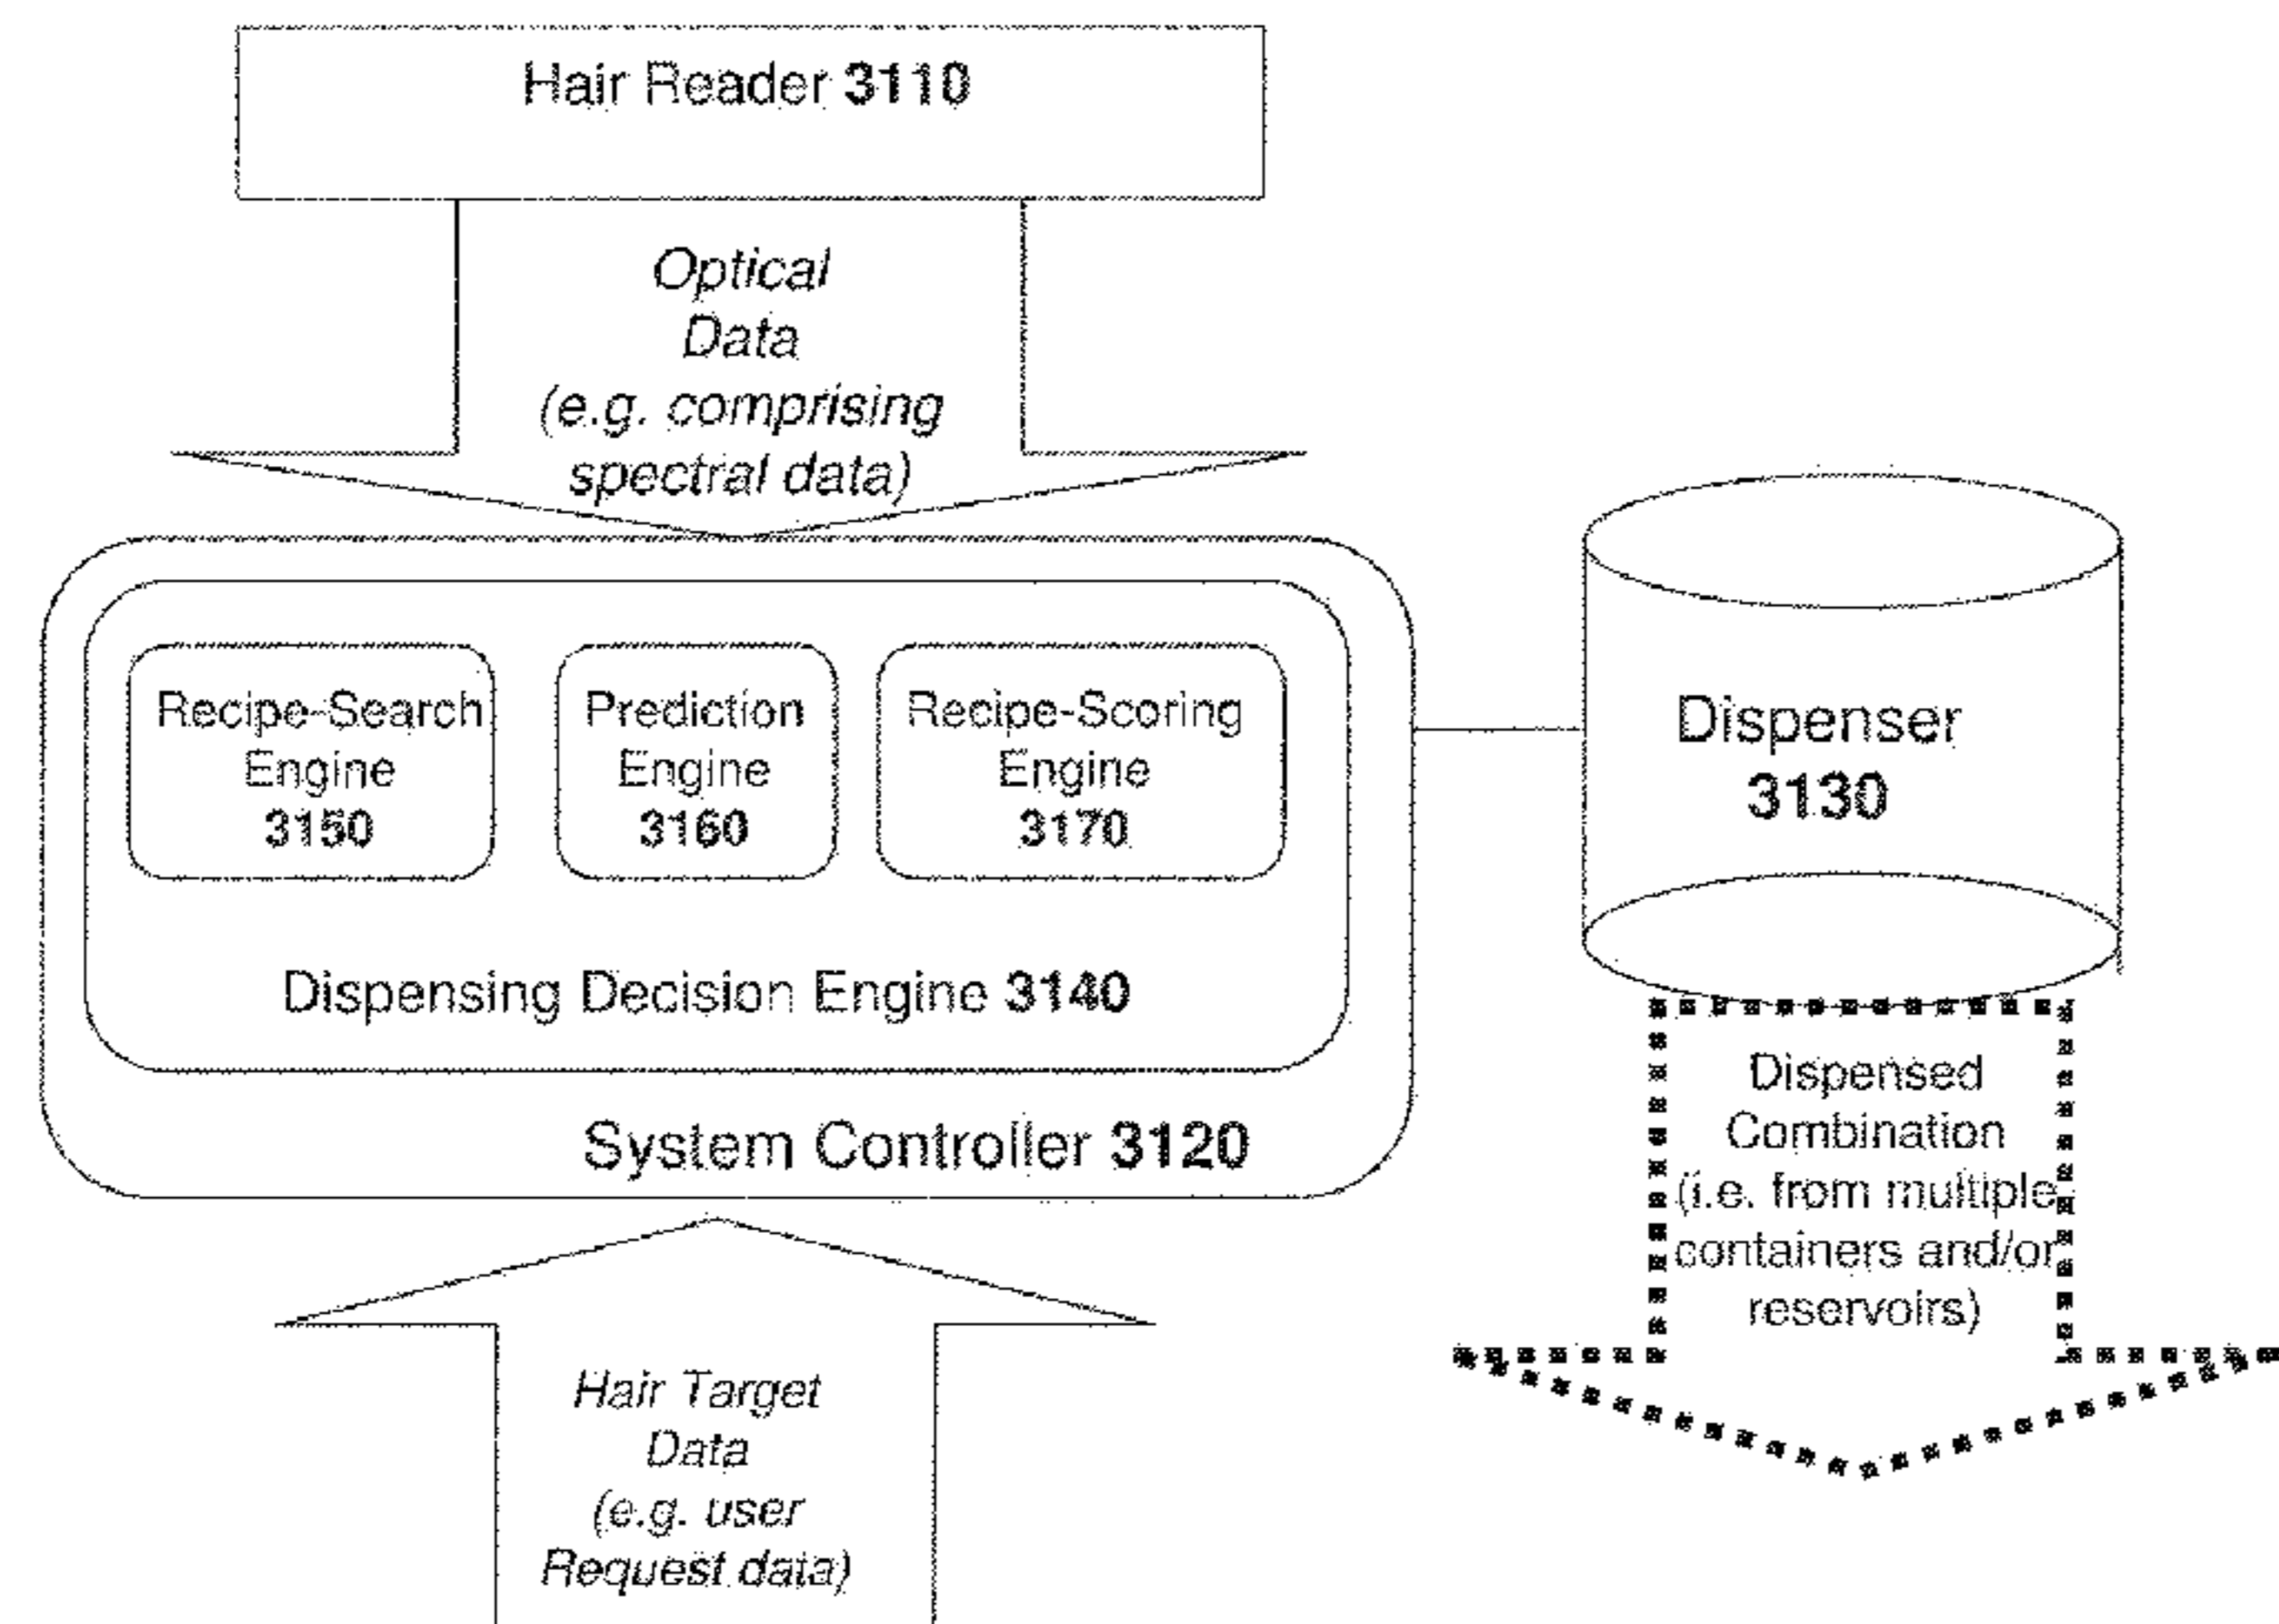 Hair Reader 3110
Optical
Data
(e.g. comprising
spectral data)
Recipe-Search
Engine
3150
Prediction
Engine
3160
Recipe-Scoring
Engine
3170
Dispensing Decision Engine 3140
System Controller 3120
Dispenser
3130
Dispensed
Combination
(i.e. from multiple
containers and/or
reservoirs)
Hair Target
Data
(e.g. user
Request data)